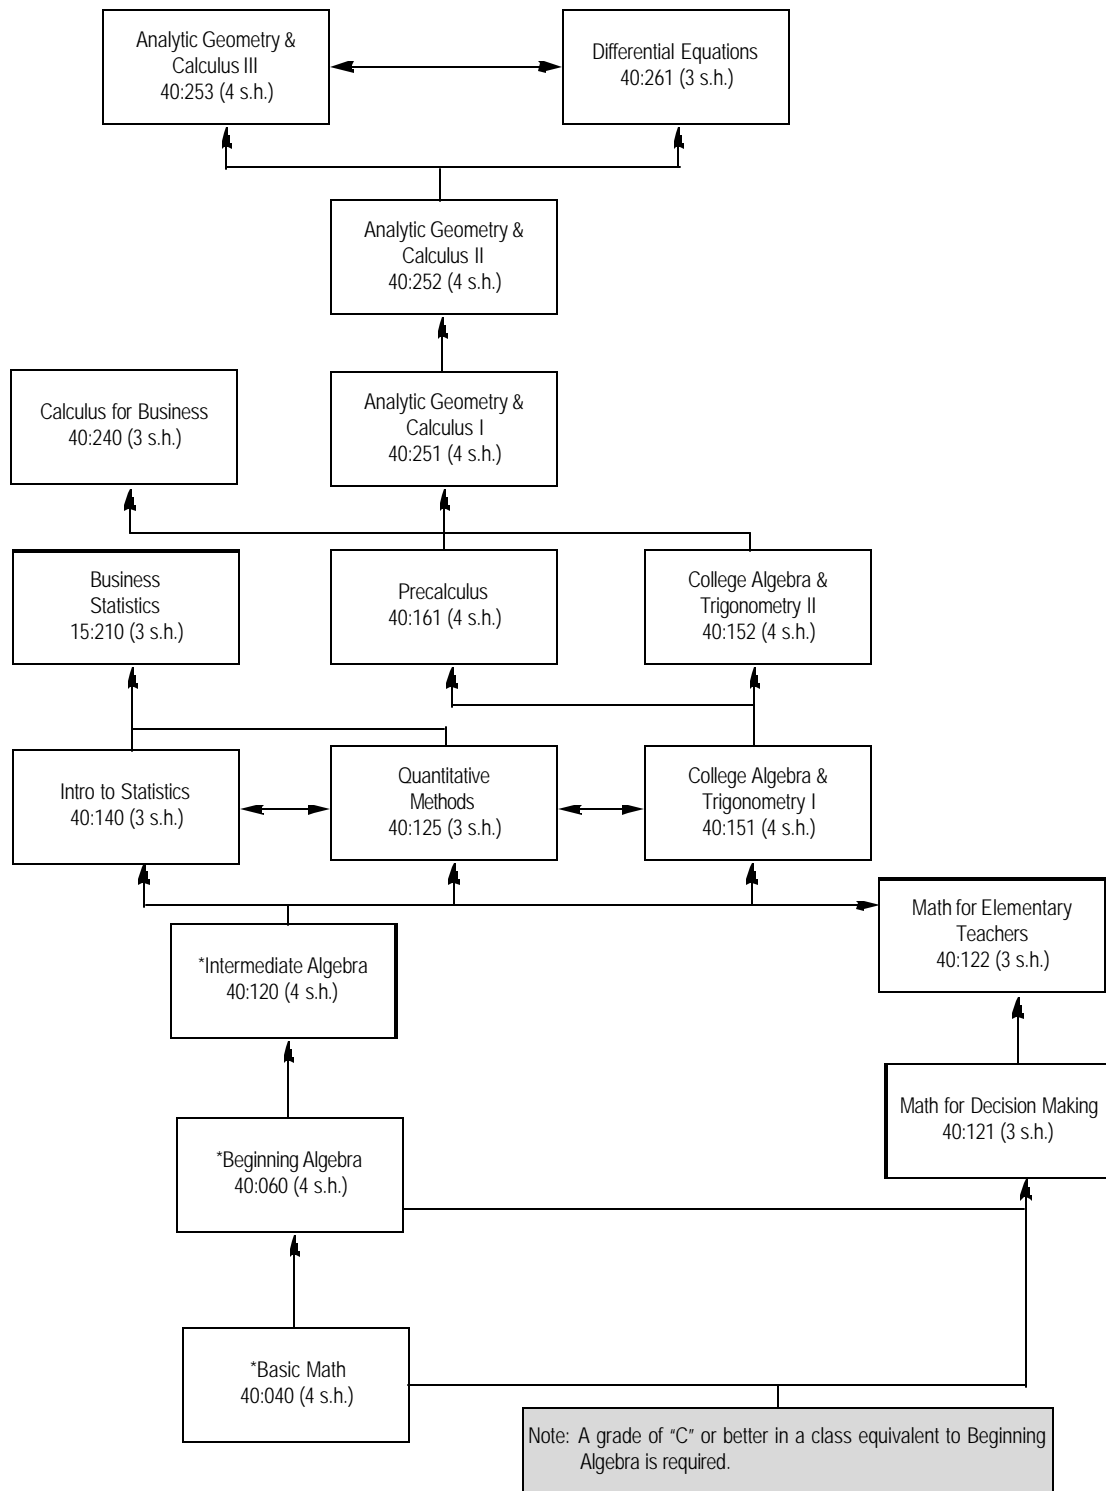 Analytic Geometry &
Calculus III
40:253 (4 s.h.)
Differential Equations
40:261 (3 s.h.)
Analytic Geometry &
Calculus II
40:252 (4 s.h.)
Calculus for Business
40:240 (3 s.h.)
Analytic Geometry &
Calculus I
40:251 (4 s.h.)
Business
Statistics
15:210 (3 s.h.)
Precalculus
40:161 (4 s.h.)
College Algebra &
Trigonometry II
40:152 (4 s.h.)
Intro to Statistics
40:140 (3 s.h.)
Quantitative
Methods
40:125 (3 s.h.)
College Algebra &
Trigonometry I
40:151 (4 s.h.)
Math for Elementary
Teachers
40:122 (3 s.h.)
*Intermediate Algebra
40:120 (4 s.h.)
Math for Decision Making
40:121 (3 s.h.)
*Beginning Algebra
40:060 (4 s.h.)
*Basic Math
40:040 (4 s.h.)
Note: A grade of “C” or better in a class equivalent to Beginning
Algebra is required.